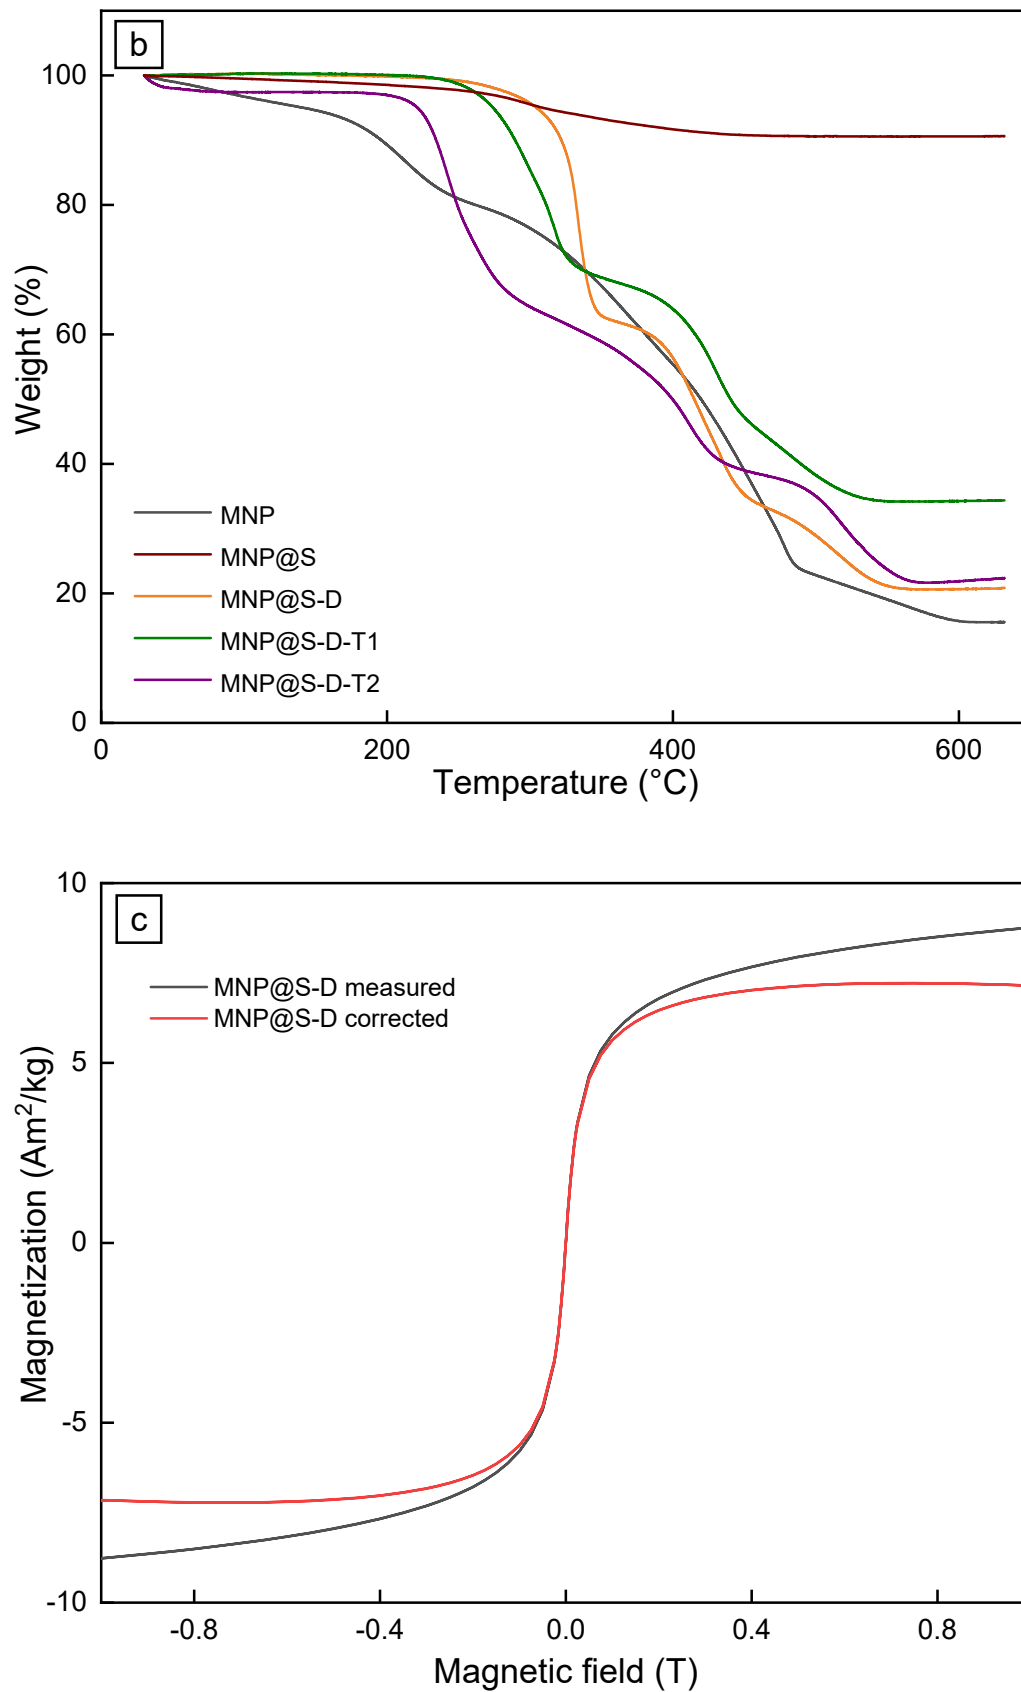 b
100
80
60
40
20
0
Weight (%)
MNP
MNP@S
MNP@S-D
MNP@S-D-T1
MNP@S-D-T2
0 200 400 600
Temperature (°C)
c
10
5
0
-5
-10
Magnetization (Am²/kg)
MNP@S-D measured
MNP@S-D corrected
-0.8 -0.4 0.0 0.4 0.8
Magnetic field (T)